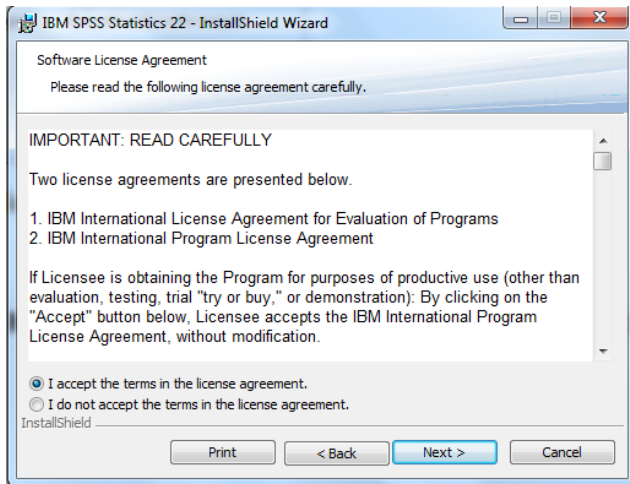 IBM SPSS Statistics 22 - InstallShield Wizard
Software License Agreement
Please read the following license agreement carefully.
IMPORTANT: READ CAREFULLY
Two license agreements are presented below.
1. IBM International License Agreement for Evaluation of Programs
2. IBM International Program License Agreement
If Licensee is obtaining the Program for purposes of productive use (other than
evaluation, testing, trial "try or buy," or demonstration): By clicking on the
"Accept" button below, Licensee accepts the IBM International Program
License Agreement, without modification.
I accept the terms in the license agreement.
I do not accept the terms in the license agreement.
InstallShield
Print < Back Next > Cancel